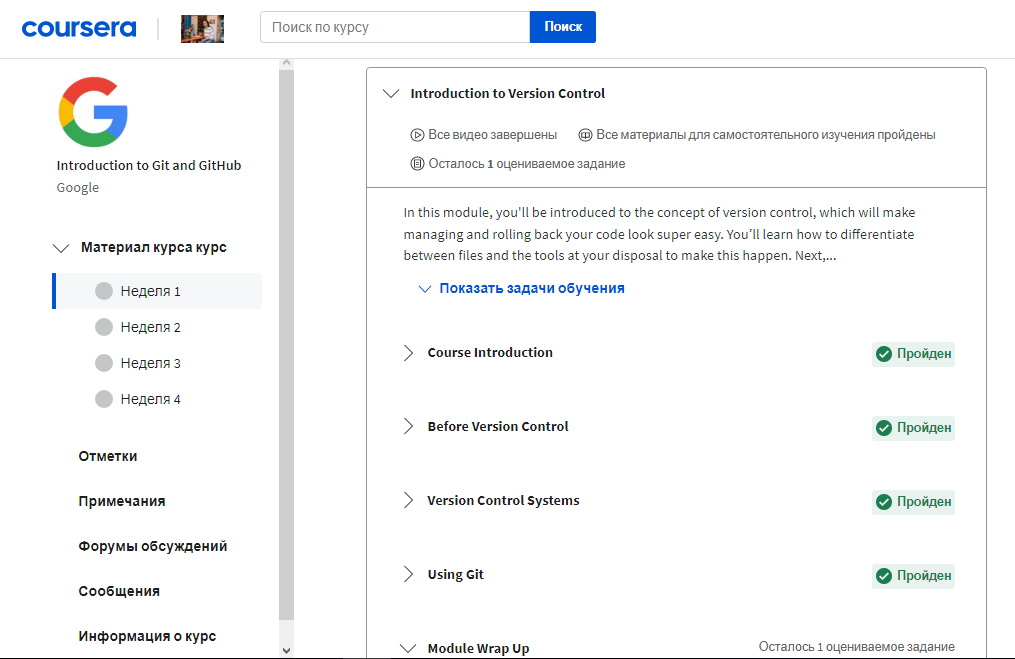 coursera
Поиск по курсу
Поиск
Introduction to Git and GitHub
Google
Материал курса курс
Неделя 1
Неделя 2
Неделя 3
Неделя 4
Отметки
Примечания
Форумы обсуждений
Сообщения
Информация о курс
Introduction to Version Control
Все видео завершены
Все материалы для самостоятельного изучения пройдены
Осталось 1 оцениваемое задание
In this module, you'll be introduced to the concept of version control, which will make
managing and rolling back your code look super easy. You’ll learn how to differentiate
between files and the tools at your disposal to make this happen. Next,...
Показать задачи обучения
Course Introduction
Пройден
Before Version Control
Пройден
Version Control Systems
Пройден
Using Git
Пройден
Module Wrap Up
Осталось 1 оцениваемое задание